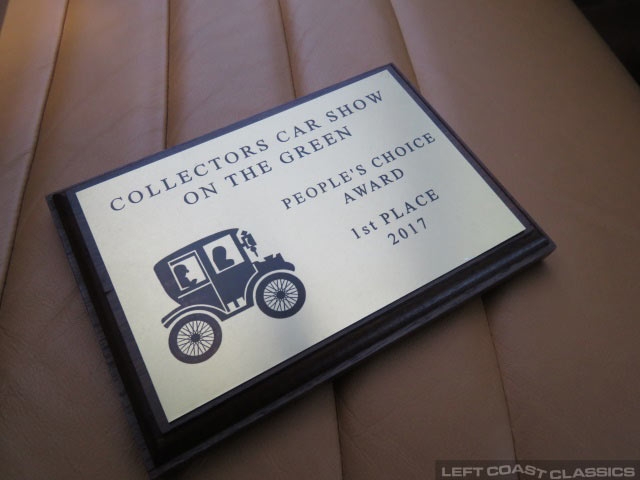 COLLECTORS CAR SHOW
ON THE GREEN
PEOPLE'S CHOICE
AWARD
1st PLACE
2017
LEFT COAST CLASSICS